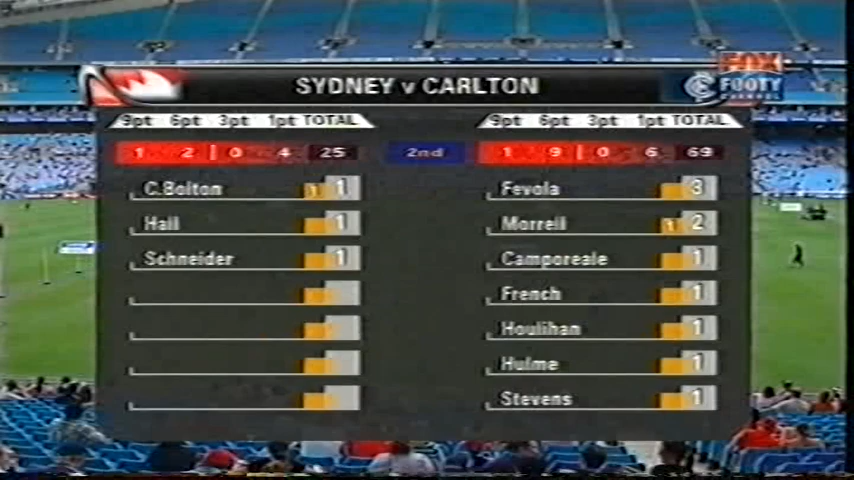 SYDNEY v CARLTON
FOX
FOOTY
CHANNEL
9pt 6pt 3pt 1pt TOTAL
1 2 0 4 25
2nd
9pt 6pt 3pt 1pt TOTAL
1 9 0 6 69
C.Bolton 1 1
Hall 1
Schneider 1
Fevola 3
Morrell 1 2
Camporeale 1
French 1
Houlihan 1
Hulme 1
Stevens 1